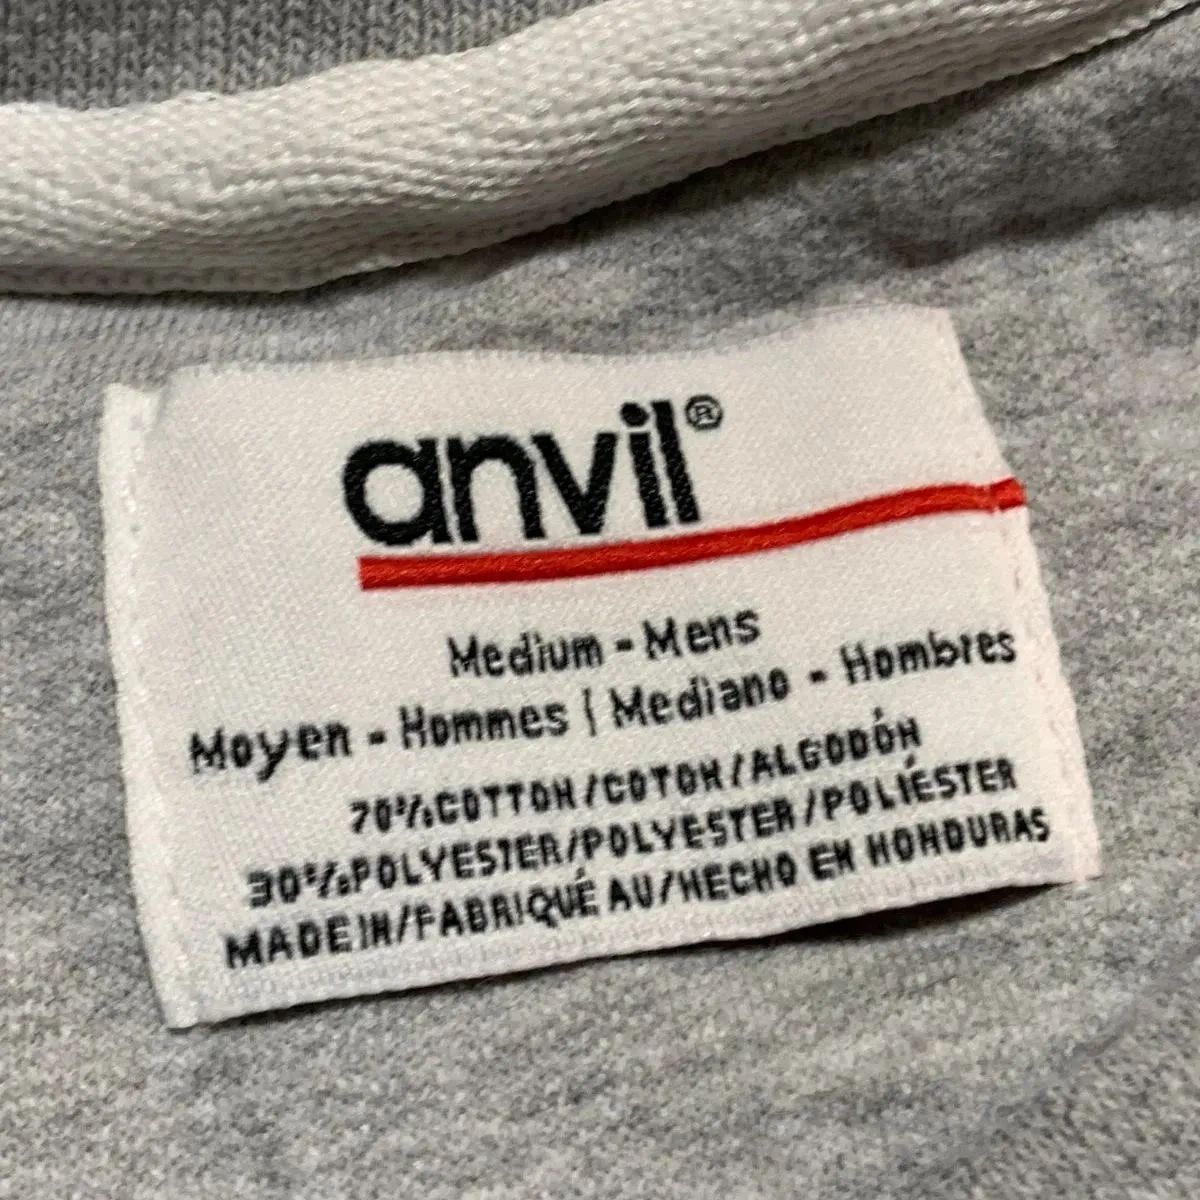 anvil®
Medium - Mens
Moyen - Hommes | Mediano - Hombres
70%COTTON/COTON/ALGODÓN
30%POLYESTER/POLYESTER/POLIÉSTER
MADE IN/FABRIQUÉ AU/HECHO EN HONDURAS